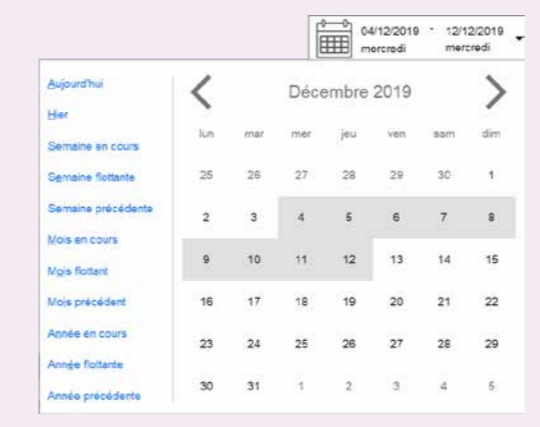 04/12/2019 - 12/12/2019
mercredi mercredi
Aujourd'hui
Hier
Semaine en cours
Semaine flottante
Semaine précédente
Mois en cours
Mois flottant
Mois précédent
Année en cours
Année flottante
Année précédente
Décembre 2019
lun mar mer jeu ven sam dim
25 26 27 28 29 30 1
2 3 4 5 6 7 8
9 10 11 12 13 14 15
16 17 18 19 20 21 22
23 24 25 26 27 28 29
30 31 1 2 3 4 5